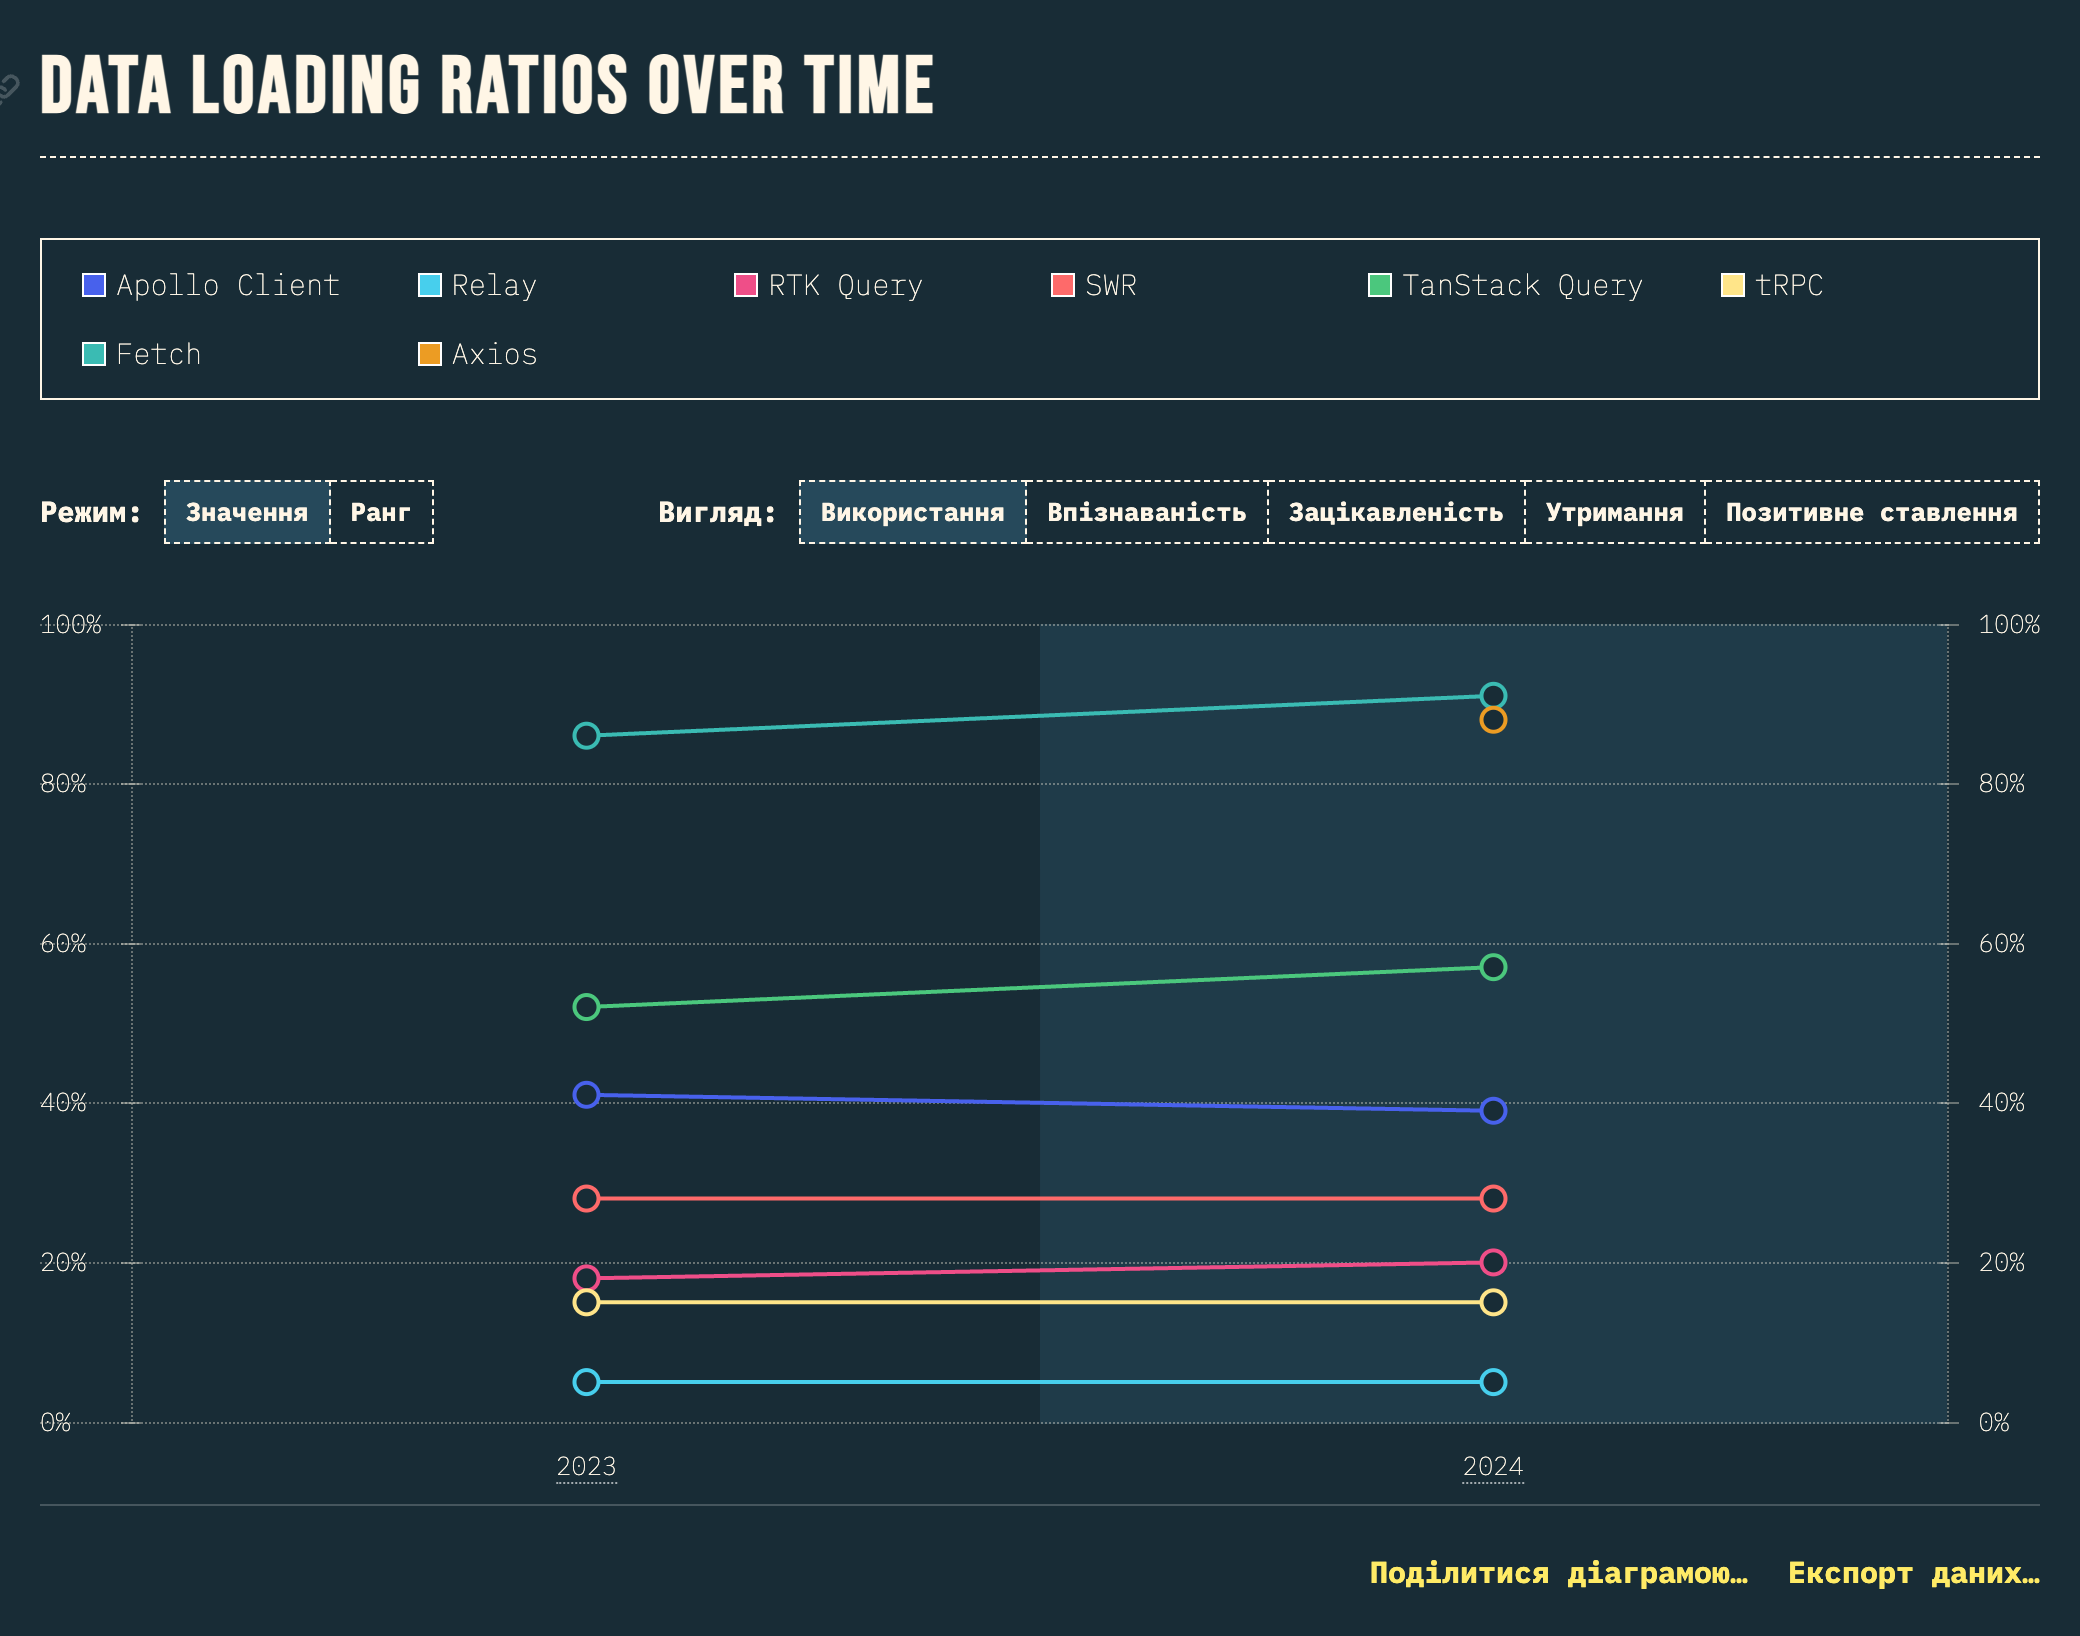 DATA LOADING RATIOS OVER TIME
Apollo Client Relay RTK Query SWR TanStack Query tRPC
Fetch Axios
Режим: Значення Ранг Вигляд: Використання Впізнаваність Зацікавленість Утримання Позитивне ставлення
100% 100%
80% 80%
60% 60%
40% 40%
20% 20%
0% 0%
2023 2024
Поділитися діаграмою… Експорт даних…